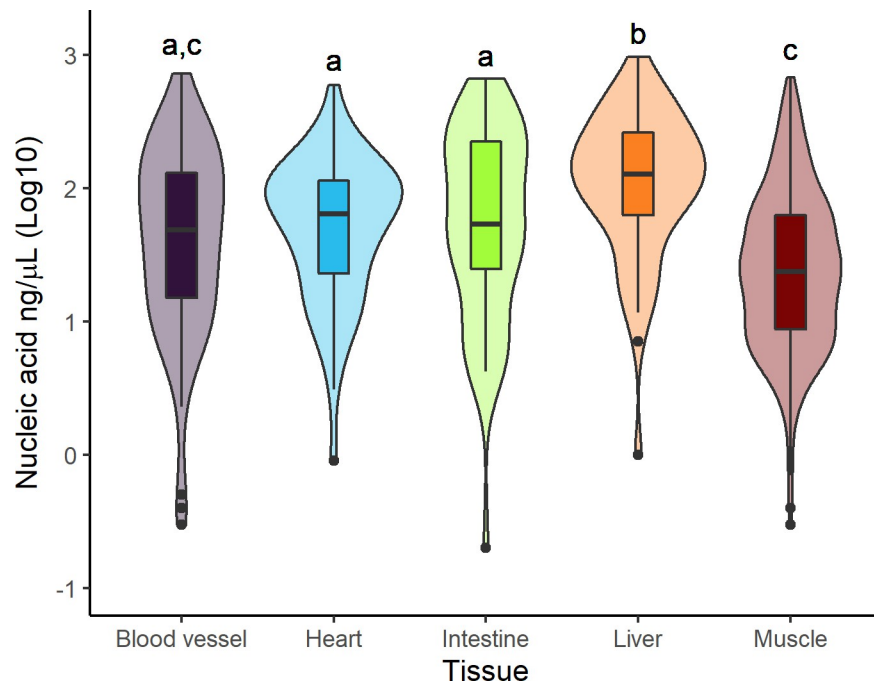 a,c
a
a
b
c
3
2
1
0
-1
Nucleic acid ng/μL (Log10)
Blood vessel
Heart
Intestine
Liver
Muscle
Tissue